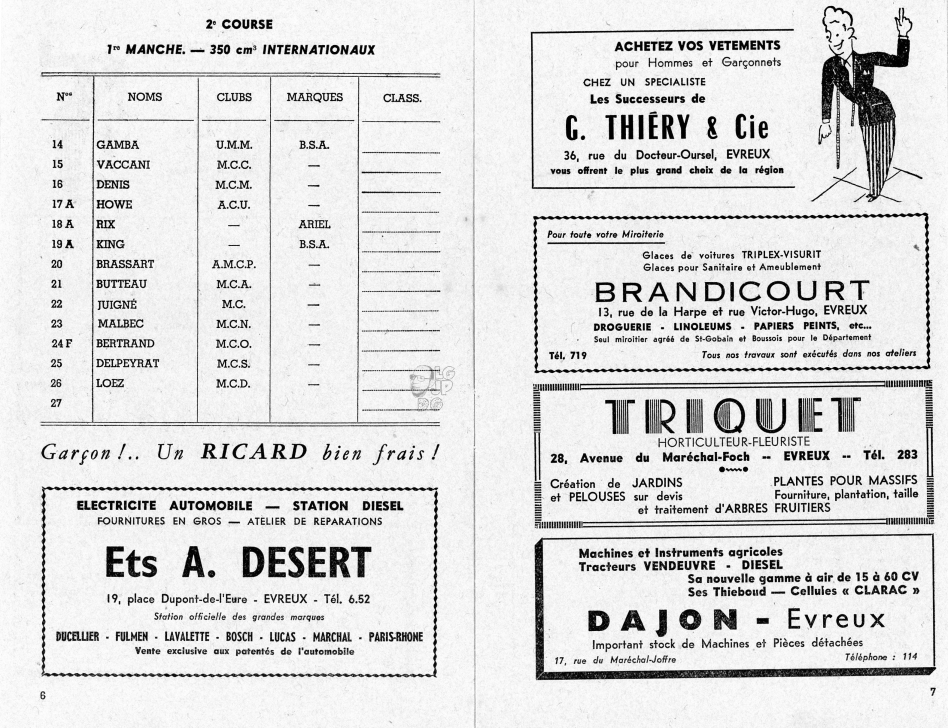 2e COURSE
1re MANCHE. — 350 cm3 INTERNATIONAUX
Nos NOMS CLUBS MARQUES CLASS.
14 GAMBA U.M.M. B.S.A.
15 VACCANI M.C.C. —
16 DENIS M.C.M. —
17 A HOWE A.C.U. —
18 A RIX — ARIEL
19 A KING — B.S.A.
20 BRASSART A.M.C.P. —
21 BUTTEAU M.C.A. —
22 JUIGNÉ M.C. —
23 MALBEC M.C.N. —
24 F BERTRAND M.C.O. —
25 DELPEYRAT M.C.S. —
26 LOEZ M.C.D. —
27
Garçon !.. Un RICARD bien frais !
ELECTRICITE AUTOMOBILE — STATION DIESEL
FOURNITURES EN GROS — ATELIER DE REPARATIONS
Ets A. DESERT
19, place Dupont-de-l'Eure - EVREUX - Tél. 6.52
Station officielle des grandes marques
DUCELLIER - FULMEN - LAVALETTE - BOSCH - LUCAS - MARCHAL - PARIS-RHONE
Vente exclusive aux patentés de l'automobile
6
ACHETEZ VOS VETEMENTS
pour Hommes et Garçonnets
CHEZ UN SPECIALISTE
Les Successeurs de
G. THIÉRY & Cie
36, rue du Docteur-Oursel, EVREUX
vous offrent le plus grand choix de la région
Pour toute votre Miroiterie
Glaces de voitures TRIPLEX-VISURIT
Glaces pour Sanitaire et Ameublement
BRANDICOURT
13, rue de la Harpe et rue Victor-Hugo, EVREUX
DROGUERIE - LINOLEUMS - PAPIERS PEINTS, etc...
Seul miroitier agréé de St-Gobain et Boussois pour le Département
Tél. 719 Tous nos travaux sont exécutés dans nos ateliers
TRIQUET
HORTICULTEUR-FLEURISTE
28, Avenue du Maréchal-Foch -- EVREUX -- Tél. 283
Création de JARDINS
et PELOUSES sur devis
PLANTES POUR MASSIFS
Fourniture, plantation, taille
et traitement d'ARBRES FRUITIERS
Machines et Instruments agricoles
Tracteurs VENDEUVRE - DIESEL
Sa nouvelle gamme à air de 15 à 60 CV
Ses Thieboud — Cellules « CLARAC »
DAJON - Evreux
Important stock de Machines et Pièces détachées
17, rue du Maréchal-Joffre Téléphone : 114
7